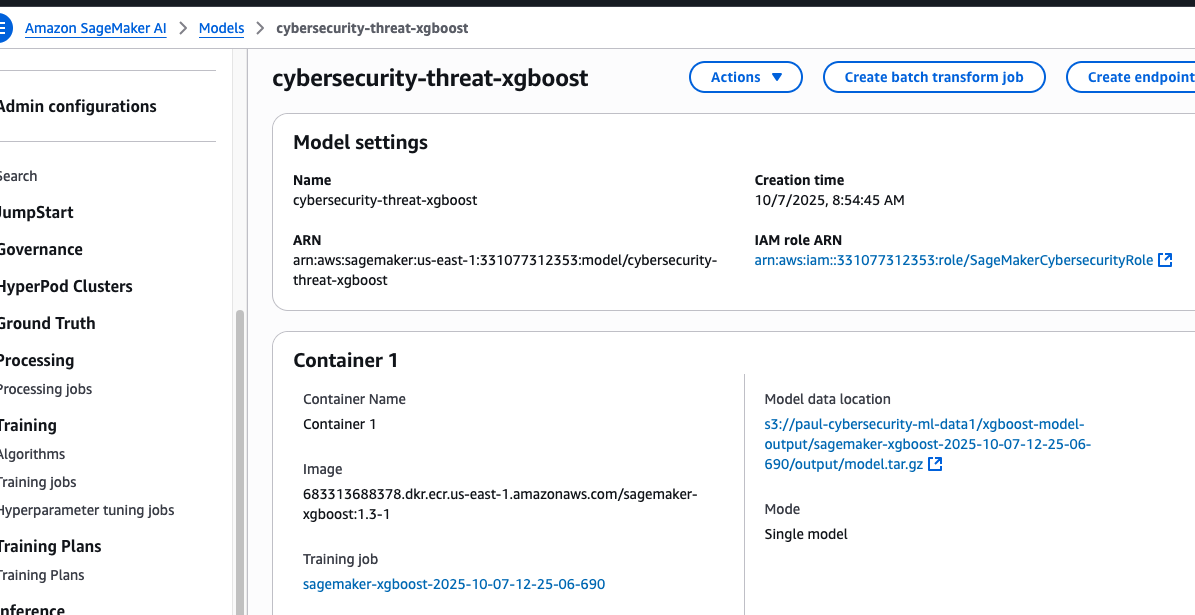 Amazon SageMaker AI > Models > cybersecurity-threat-xgboost
Admin configurations
Search
JumpStart
Governance
HyperPod Clusters
Ground Truth
Processing
Processing jobs
Training
Algorithms
Training jobs
Hyperparameter tuning jobs
Training Plans
Training Plans
Inference
cybersecurity-threat-xgboost
Actions
Create batch transform job
Create endpoint
Model settings
Name
cybersecurity-threat-xgboost
Creation time
10/7/2025, 8:54:45 AM
ARN
arn:aws:sagemaker:us-east-1:331077312353:model/cybersecurity-
threat-xgboost
IAM role ARN
arn:aws:iam::331077312353:role/SageMakerCybersecurityRole
Container 1
Container Name
Container 1
Image
683313688378.dkr.ecr.us-east-1.amazonaws.com/sagemaker-
xgboost:1.3-1
Training job
sagemaker-xgboost-2025-10-07-12-25-06-690
Model data location
s3://paul-cybersecurity-ml-data1/xgboost-model-
output/sagemaker-xgboost-2025-10-07-12-25-06-
690/output/model.tar.gz
Mode
Single model